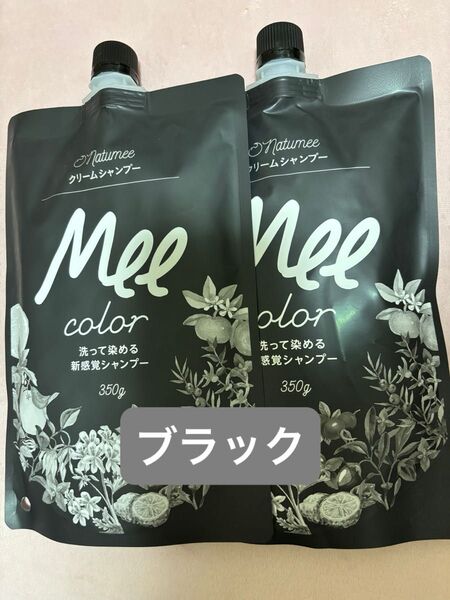 Natumee
クリームシャンプー
Mee
color
洗って染める
新感覚シャンプー
350g
Natumee
クリームシャンプー
Mee
color
洗って染める
感覚シャンプー
350g
ブラック